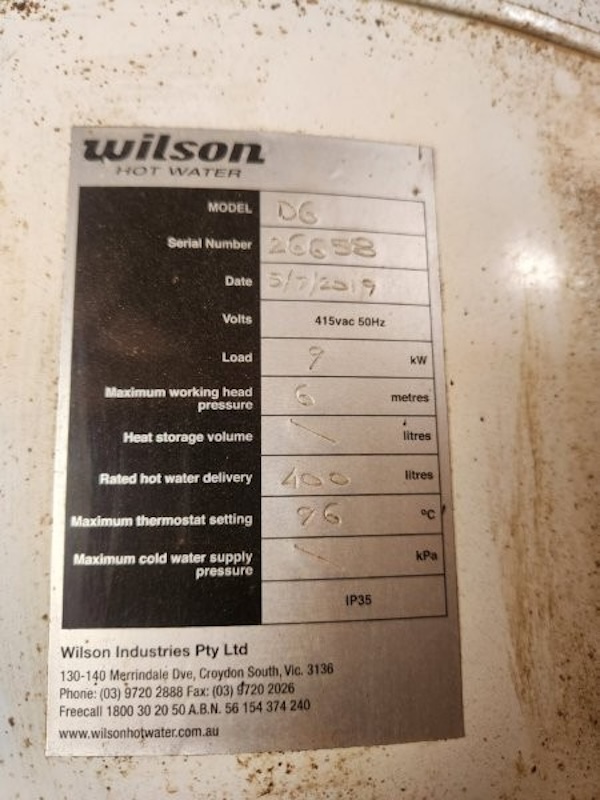 wilson
HOT WATER
MODEL D6
Serial Number 26658
Date 5/7/2019
Volts 415vac 50Hz
Load 9 kW
Maximum working head
pressure 6 metres
Heat storage volume \ litres
Rated hot water delivery 400 litres
Maximum thermostat setting 96 ºC
Maximum cold water supply
pressure \ kPa
IP35
Wilson Industries Pty Ltd
130-140 Merrindale Dve, Croydon South, Vic. 3136
Phone: (03) 9720 2888 Fax: (03) 9720 2026
Freecall 1800 30 20 50 A.B.N. 56 154 374 240
www.wilsonhotwater.com.au